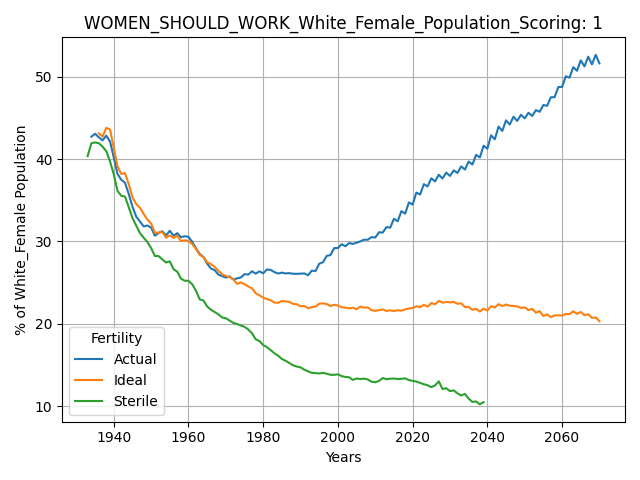 WOMEN_SHOULD_WORK_White_Female_Population_Scoring: 1
% of White_Female Population
50
40
30
20
10
Fertility
Actual
Ideal
Sterile
1940 1960 1980 2000 2020 2040 2060
Years